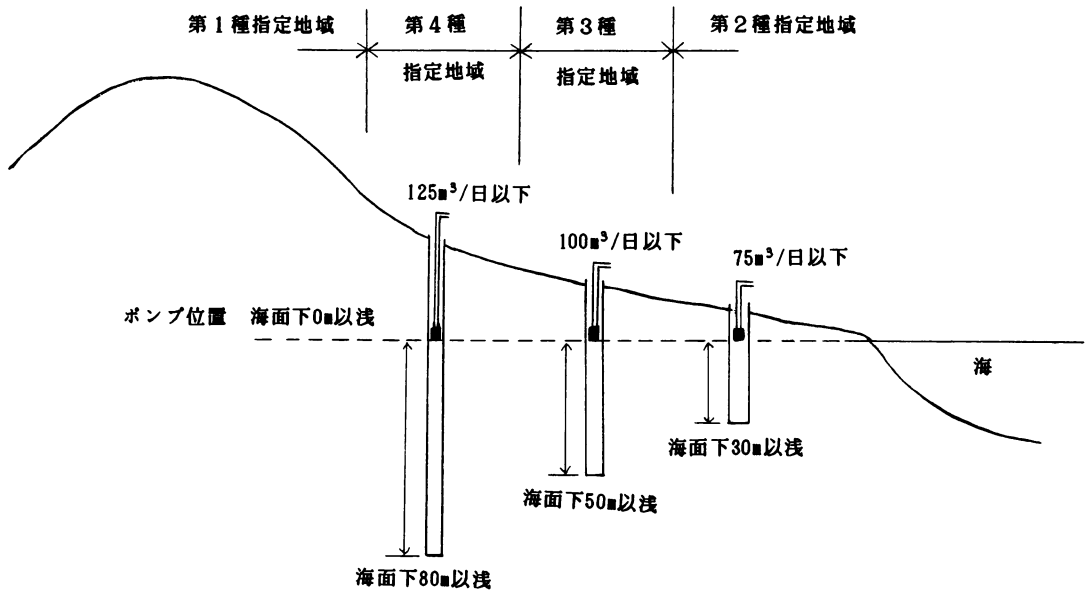 第1種指定地域
第4種
指定地域
第3種
指定地域
第2種指定地域
125m³/日以下
100m³/日以下
75m³/日以下
ポンプ位置 海面下0m以浅
海
海面下30m以浅
海面下50m以浅
海面下80m以浅